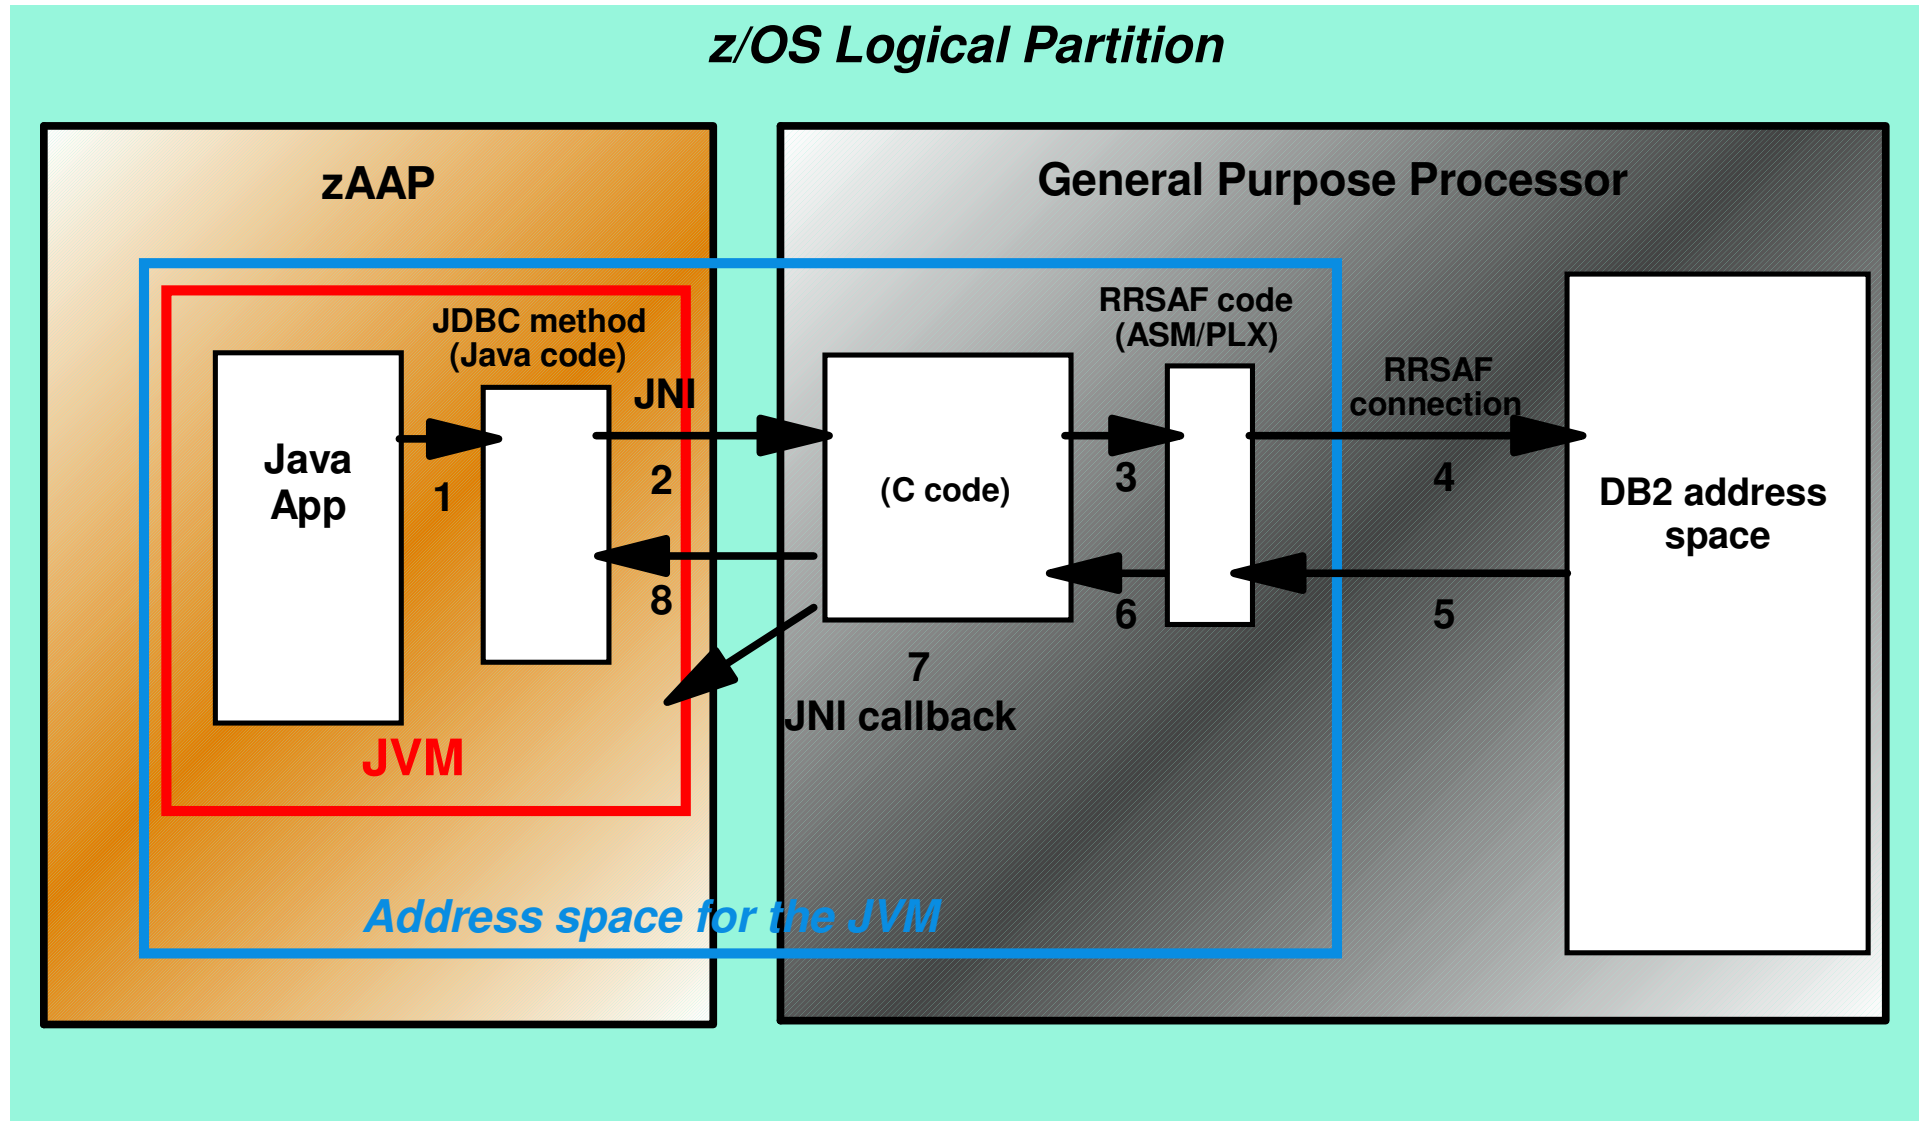 z/OS Logical Partition
zAAP
General Purpose Processor
JDBC method
(Java code)
JNI
RRSAF code
(ASM/PLX)
RRSAF
connection
Java
App
1
2
(C code)
3
4
DB2 address
space
8
6
5
7
JNI callback
JVM
Address space for the JVM